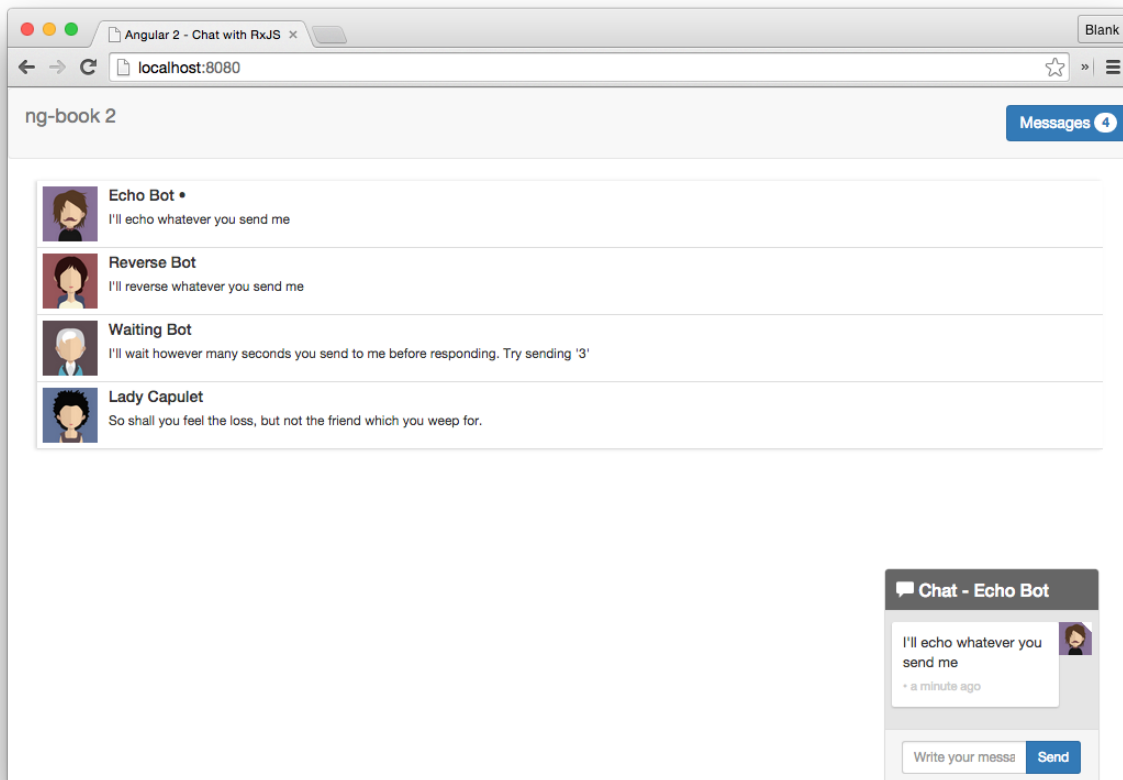 Angular 2 - Chat with RxJS ×
Blank
localhost:8080
»
ng-book 2
Messages 4
Echo Bot •
I'll echo whatever you send me
Reverse Bot
I'll reverse whatever you send me
Waiting Bot
I'll wait however many seconds you send to me before responding. Try sending '3'
Lady Capulet
So shall you feel the loss, but not the friend which you weep for.
Chat - Echo Bot
I'll echo whatever you
send me
• a minute ago
Write your messa
Send